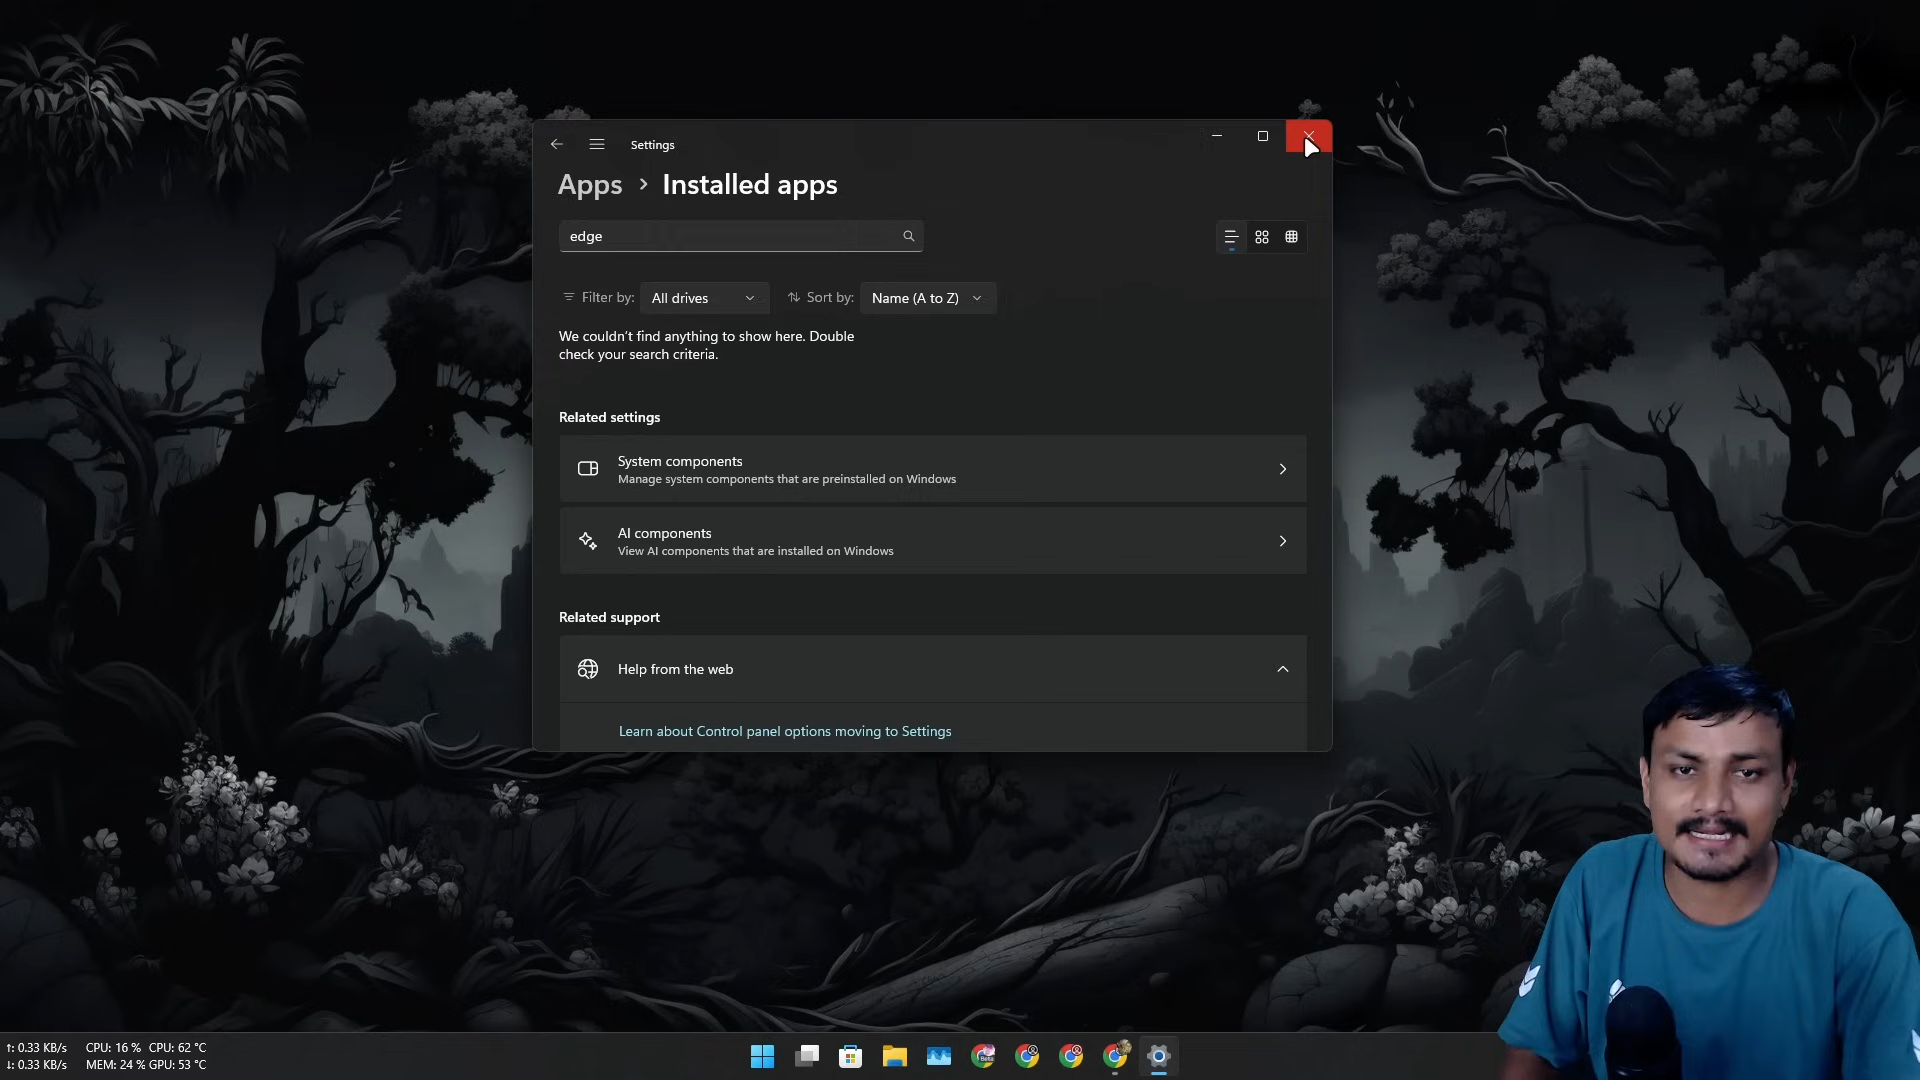 Settings
Apps > Installed apps
edge
Filter by: All drives Sort by: Name (A to Z)
We couldn't find anything to show here. Double
check your search criteria.
Related settings
System components
Manage system components that are preinstalled on Windows
AI components
View AI components that are installed on Windows
Related support
Help from the web
Learn about Control panel options moving to Settings
↑: 0.33 KB/s CPU: 16 % CPU: 62 °C
↓: 0.33 KB/s MEM: 24 % GPU: 53 °C
Beta